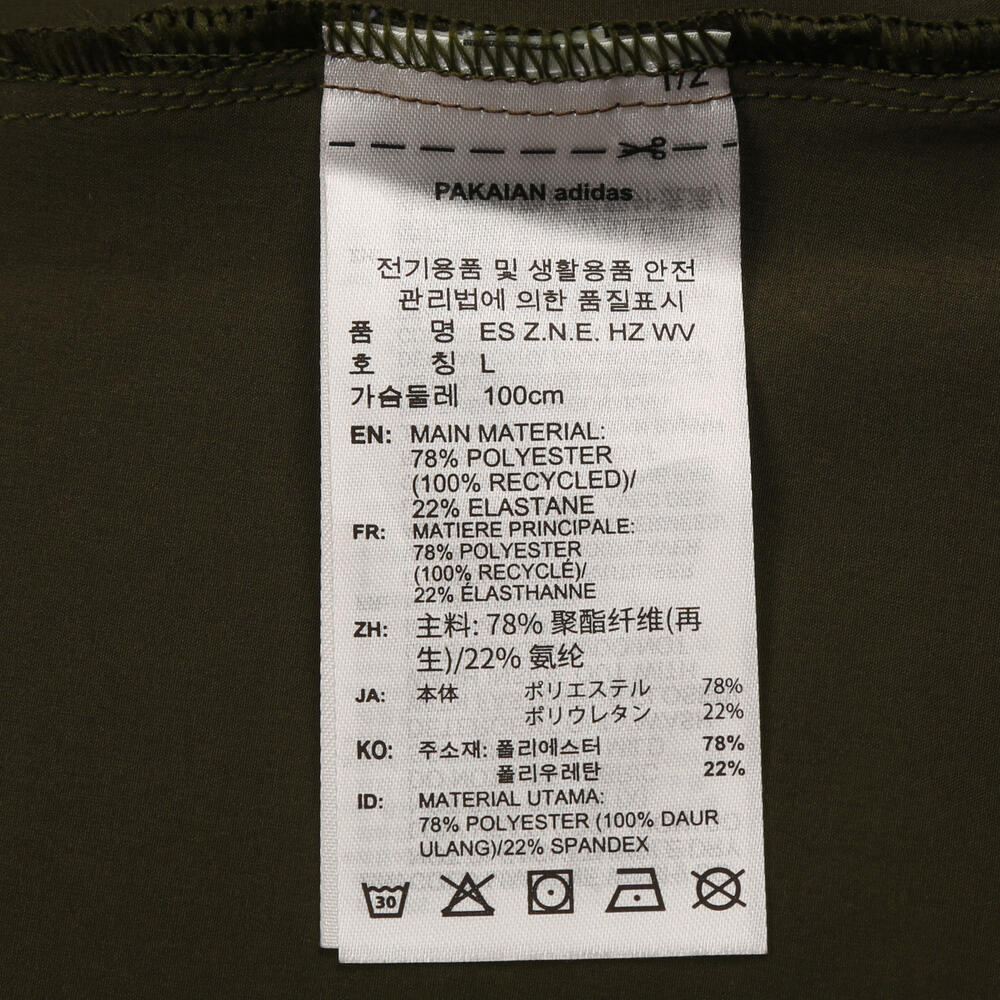 1/2
PAKAIAN adidas
전기용품 및 생활용품 안전
관리법에 의한 품질표시
품 명 ES Z.N.E. HZ WV
호 칭 L
가슴둘레 100cm
EN: MAIN MATERIAL:
78% POLYESTER
(100% RECYCLED)/
22% ELASTANE
FR: MATIERE PRINCIPALE:
78% POLYESTER
(100% RECYCLÉ)/
22% ÉLASTHANNE
ZH: 主料: 78% 聚酯纤维(再
生)/22% 氨纶
JA: 本体 ポリエステル 78%
ポリウレタン 22%
KO: 주소재: 폴리에스터 78%
폴리우레탄 22%
ID: MATERIAL UTAMA:
78% POLYESTER (100% DAUR
ULANG)/22% SPANDEX
30